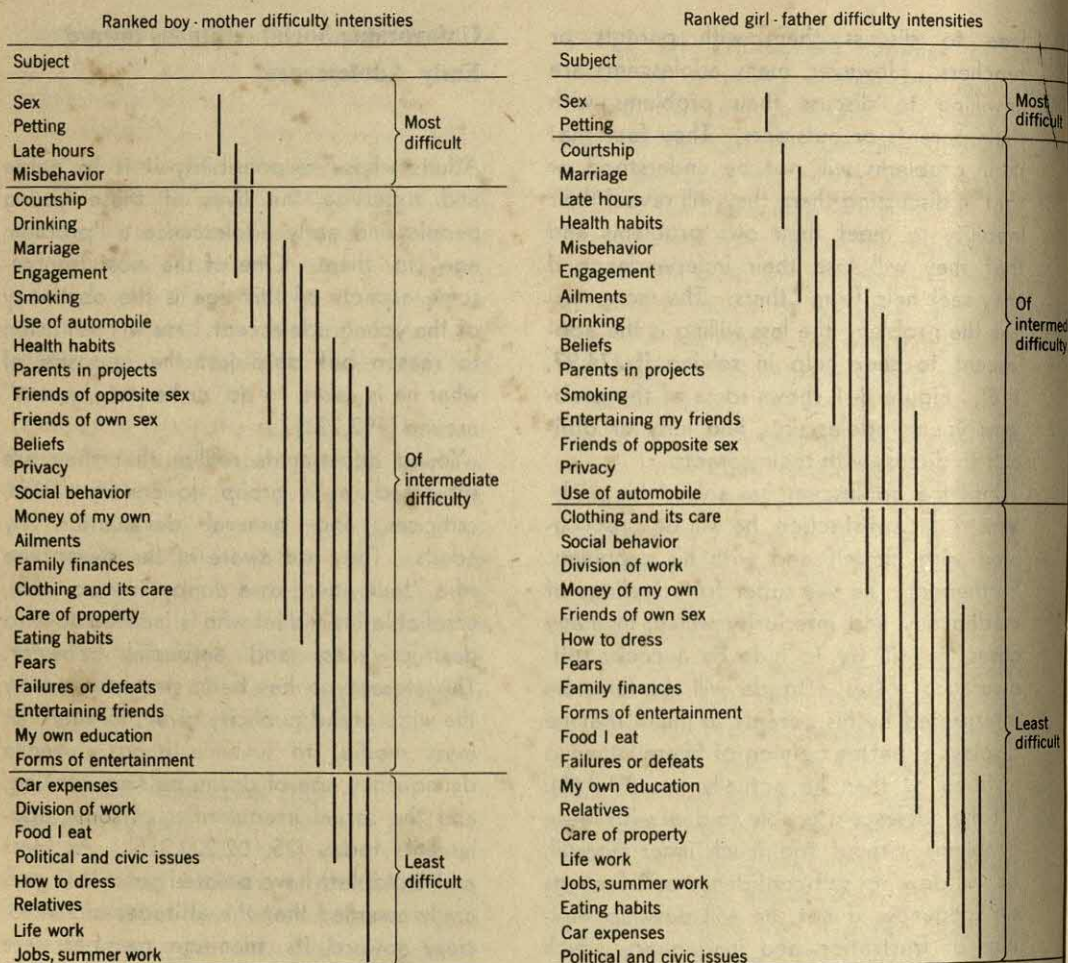 Ranked boy - mother difficulty intensities
Subject
Sex
Petting
Late hours
Misbehavior
Most
difficult
Courtship
Drinking
Marriage
Engagement
Smoking
Use of automobile
Health habits
Parents in projects
Friends of opposite sex
Friends of own sex
Beliefs
Privacy
Social behavior
Money of my own
Ailments
Family finances
Clothing and its care
Care of property
Eating habits
Fears
Failures or defeats
Entertaining friends
My own education
Forms of entertainment
Of
intermediate
difficulty
Car expenses
Division of work
Food I eat
Political and civic issues
How to dress
Relatives
Life work
Jobs, summer work
Least
difficult
Ranked girl - father difficulty intensities
Subject
Sex
Petting
Most
difficult
Courtship
Marriage
Late hours
Health habits
Misbehavior
Engagement
Ailments
Drinking
Beliefs
Parents in projects
Smoking
Entertaining my friends
Friends of opposite sex
Privacy
Use of automobile
Of
intermed
difficulty
Clothing and its care
Social behavior
Division of work
Money of my own
Friends of own sex
How to dress
Fears
Family finances
Forms of entertainment
Food I eat
Failures or defeats
My own education
Relatives
Care of property
Life work
Jobs, summer work
Eating habits
Car expenses
Political and civic issues
Least
difficult